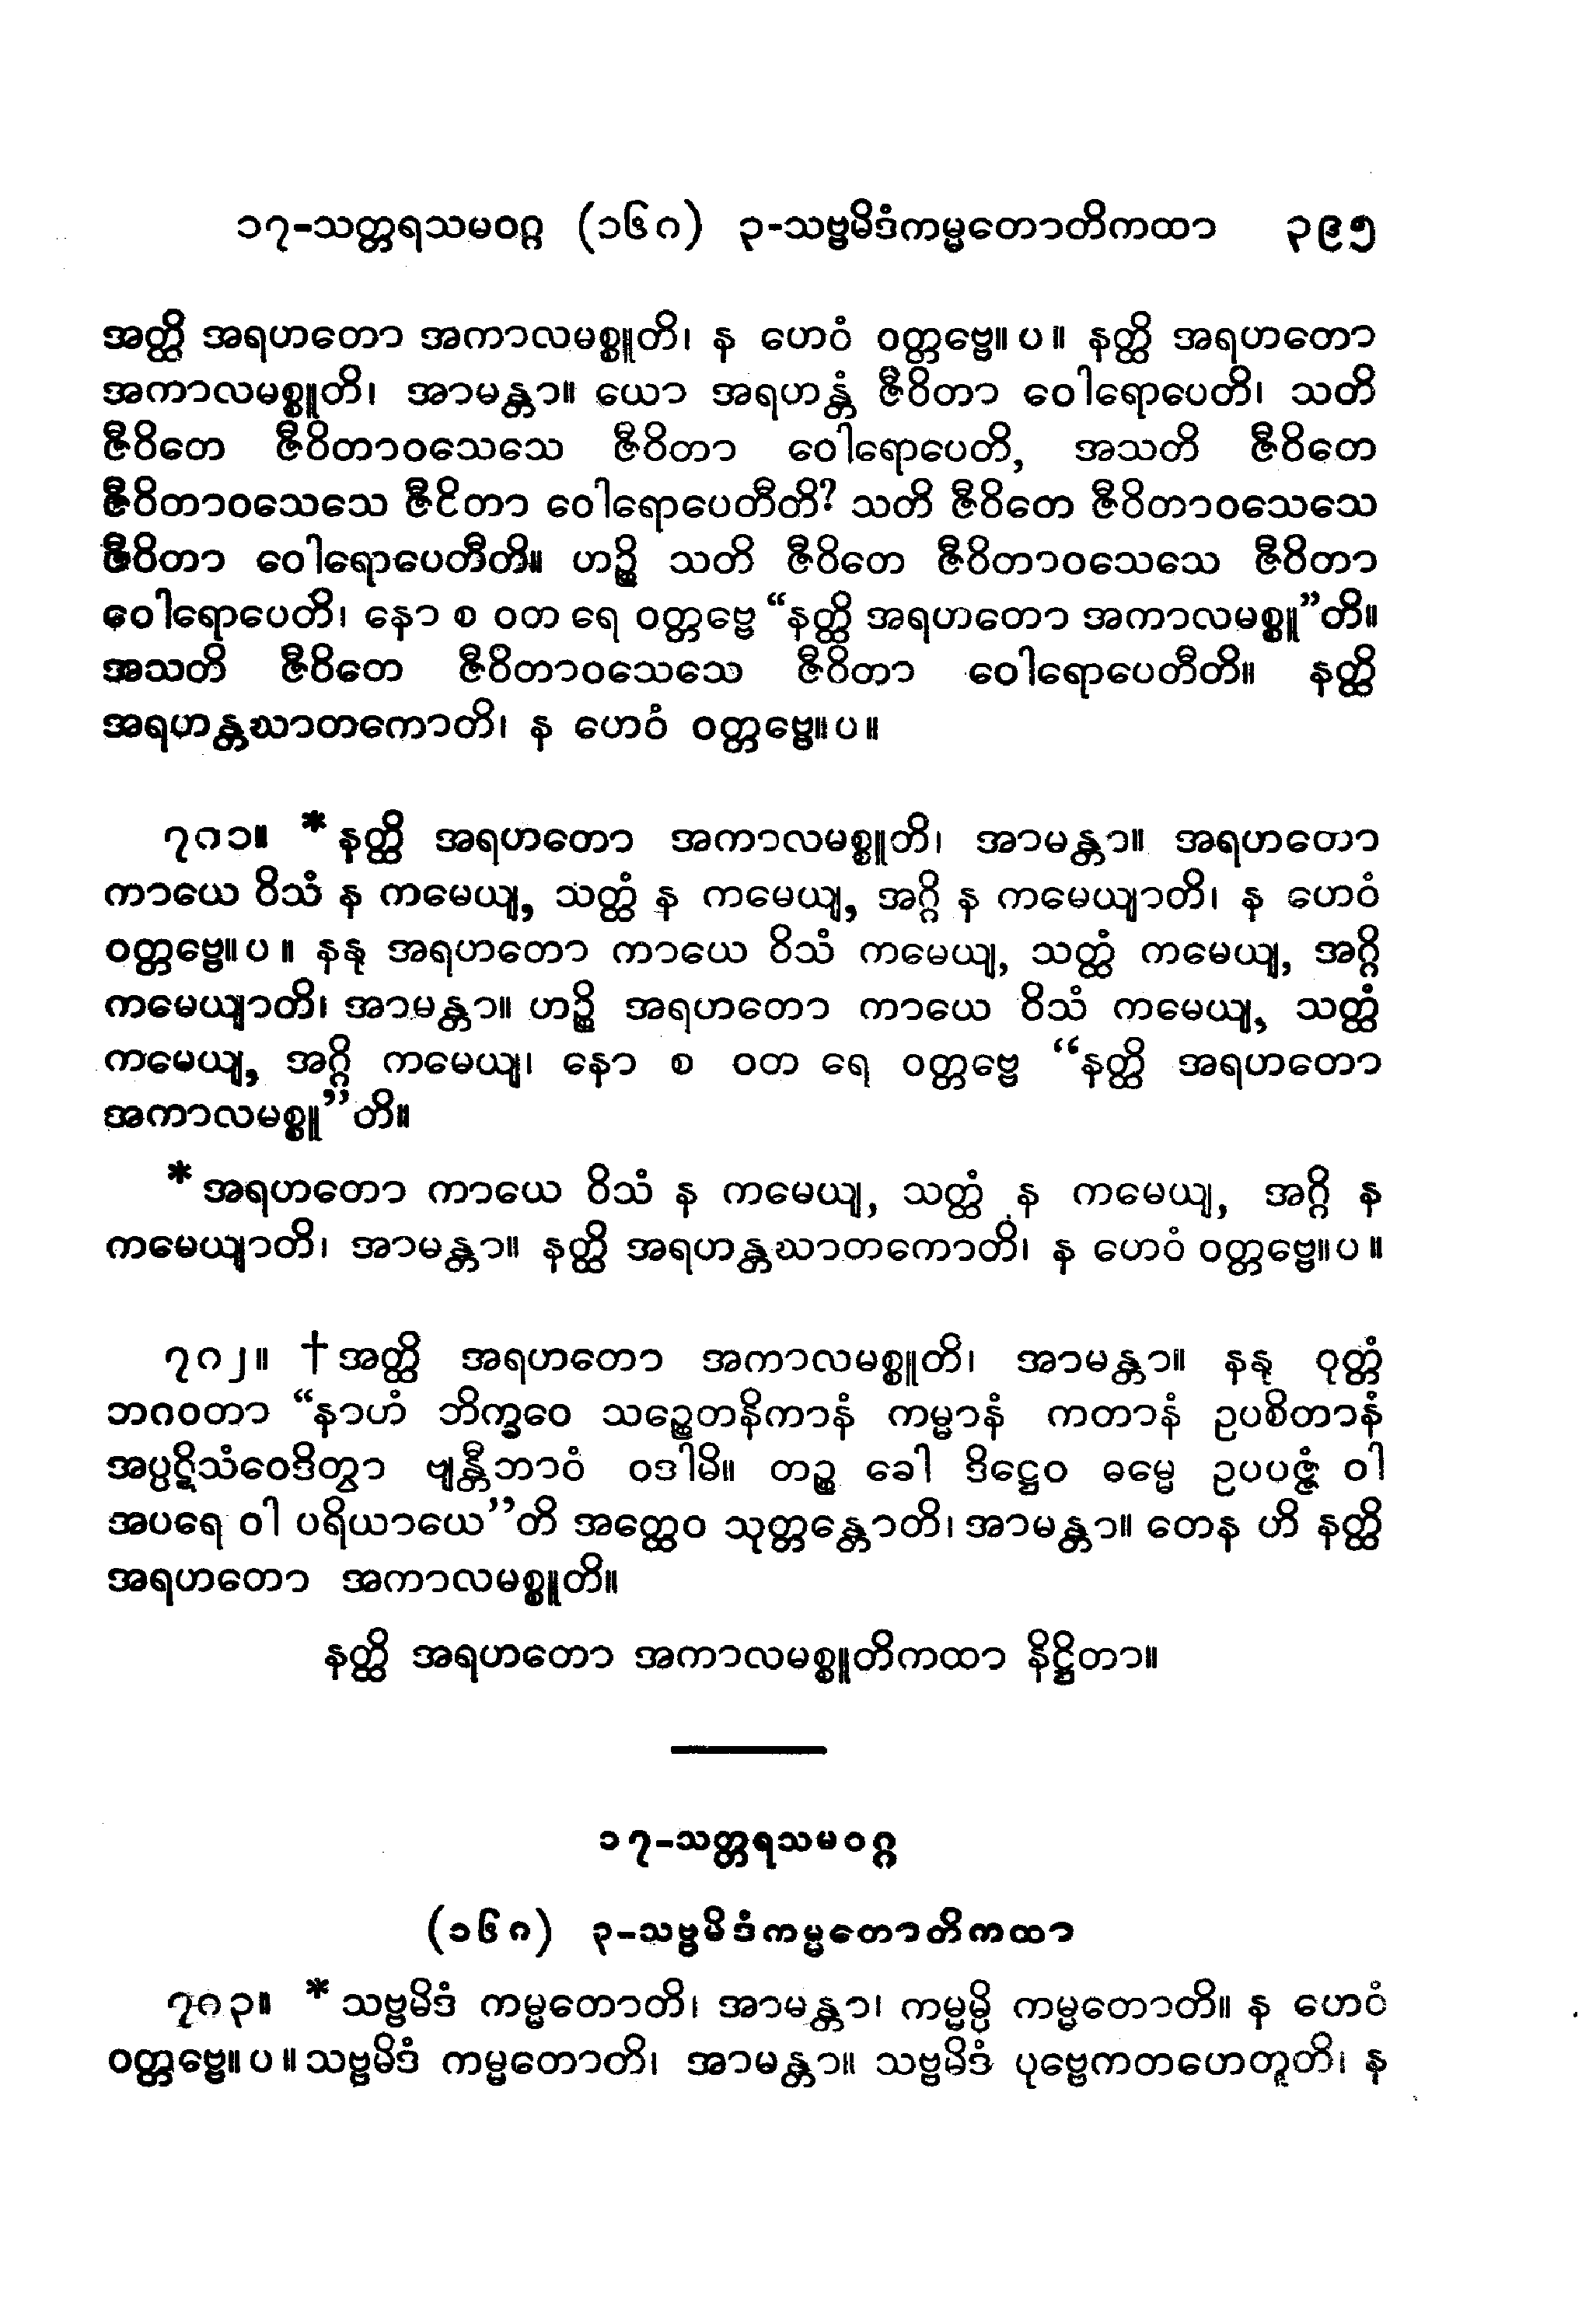 ၁၇-သတ္တရသမဝဂ္ဂ (၁၆၈) ၃-သဗ္ဗမိဒံကမ္မတောတိကထာ ၃၉၅
အတ္ထိ အရဟတော အကာလမစ္စူတိ၊ န ဟေဝံ ဝတ္တဗ္ဗေ။ပ။ နတ္ထိ အရဟတော
အကာလမစ္စူတိ၊ အာမန္တာ။ ယော အရဟန္တံ ဇီဝိတာ ဝေါရောပေတိ၊ သတိ
ဇီဝိတေ ဇီဝိတာဝသေသေ ဇီဝိတာ ဝေါရောပေတိ, အသတိ ဇီဝိတေ
ဇီဝိတာဝသေသေ ဇီဝိတာ ဝေါရောပေတီတိ? သတိ ဇီဝိတေ ဇီဝိတာဝသေသေ
ဇီဝိတာ ဝေါရောပေတီတိ။ ဟဉ္စိ သတိ ဇီဝိတေ ဇီဝိတာဝသေသေ ဇီဝိတာ
ဝေါရောပေတိ၊ နော စ ဝတ ရေ ဝတ္တဗ္ဗေ “နတ္ထိ အရဟတော အကာလမစ္စူ”တိ။
အသတိ ဇီဝိတေ ဇီဝိတာဝသေသေ ဇီဝိတာ ဝေါရောပေတီတိ။ နတ္ထိ
အရဟန္တဃာတကောတိ၊ န ဟေဝံ ဝတ္တဗ္ဗေ။ပ။
၇၈၁။ *နတ္ထိ အရဟတော အကာလမစ္စူတိ၊ အာမန္တာ။ အရဟတော
ကာယေ ဝိသံ န ကမေယျ, သတ္ထံ န ကမေယျ, အဂ္ဂိ န ကမေယျာတိ၊ န ဟေဝံ
ဝတ္တဗ္ဗေ။ပ။ နနု အရဟတော ကာယေ ဝိသံ ကမေယျ, သတ္ထံ ကမေယျ, အဂ္ဂိ
ကမေယျာတိ၊ အာမန္တာ။ ဟဉ္စိ အရဟတော ကာယေ ဝိသံ ကမေယျ, သတ္ထံ
ကမေယျ, အဂ္ဂိ ကမေယျ၊ နော စ ဝတ ရေ ဝတ္တဗ္ဗေ “နတ္ထိ အရဟတော
အကာလမစ္စူ”တိ။
*အရဟတော ကာယေ ဝိသံ န ကမေယျ, သတ္ထံ န ကမေယျ, အဂ္ဂိ န
ကမေယျာတိ၊ အာမန္တာ။ နတ္ထိ အရဟန္တဃာတကောတိ၊ န ဟေဝံ ဝတ္တဗ္ဗေ။ပ။
၇၈၂။ †အတ္ထိ အရဟတော အကာလမစ္စူတိ၊ အာမန္တာ။ နနု ဝုတ္တံ
ဘဂဝတာ “နာဟံ ဘိက္ခဝေ သဉ္စေတနိကာနံ ကမ္မာနံ ကတာနံ ဥပစိတာနံ
အပ္ပဋိသံဝေဒိတွာ ဗျန္တီဘာဝံ ဝဒါမိ။ တဉ္စ ခေါ ဒိဋ္ဌေဝ ဓမ္မေ ဥပပဇ္ဇံ ဝါ
အပရေ ဝါ ပရိယာယေ”တိ အတ္ထေဝ သုတ္တန္တောတိ၊ အာမန္တာ။ တေန ဟိ နတ္ထိ
အရဟတော အကာလမစ္စူတိ။
နတ္ထိ အရဟတော အကာလမစ္စူတိကထာ နိဋ္ဌိတာ။
၁၇-သတ္တရသမဝဂ္ဂ
(၁၆၈) ၃-သဗ္ဗမိဒံကမ္မတောတိကထာ
၇၈၃။ *သဗ္ဗမိဒံ ကမ္မတောတိ၊ အာမန္တာ၊ ကမ္မမ္ပိ ကမ္မတောတိ။ န ဟေဝံ
ဝတ္တဗ္ဗေ။ပ။ သဗ္ဗမိဒံ ကမ္မတောတိ၊ အာမန္တာ။ သဗ္ဗမိဒံ ပုဗ္ဗေကတဟေတူတိ၊ န